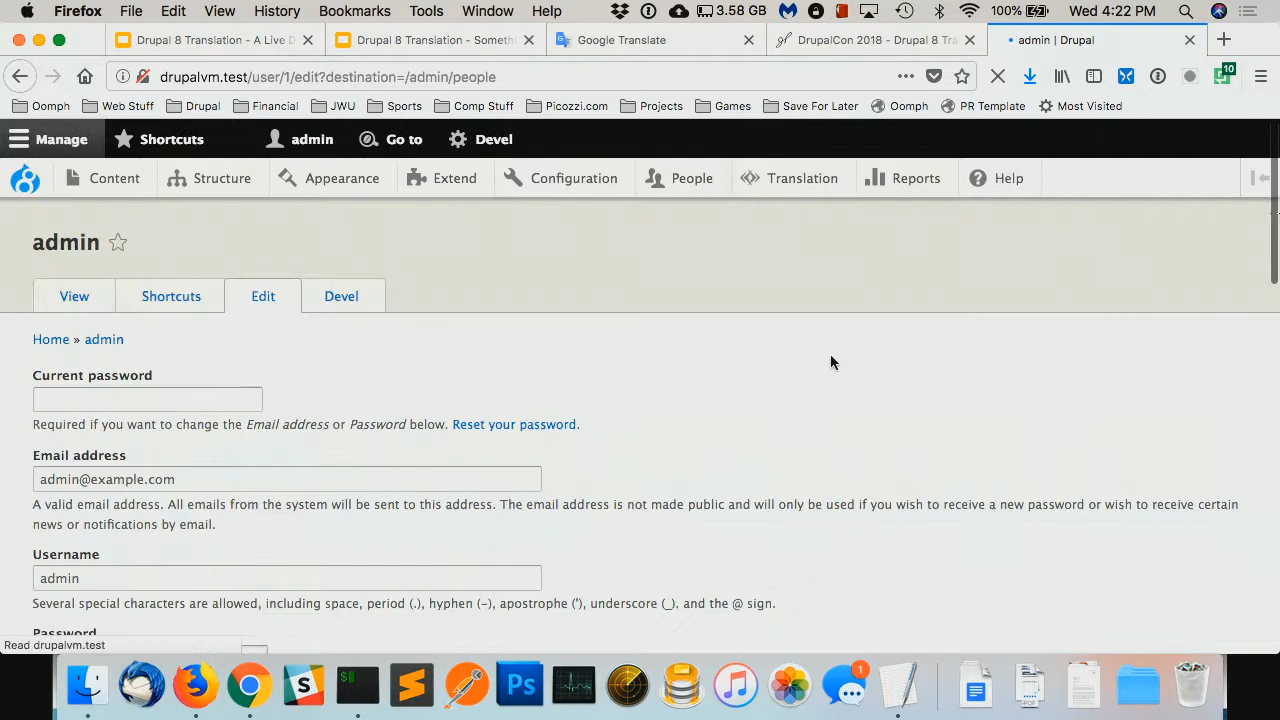 Firefox File Edit View History Bookmarks Tools Window Help 3.58 GB 100% Wed 4:22 PM
Drupal 8 Translation - A Live D Drupal 8 Translation - Someth Google Translate DrupalCon 2018 - Drupal 8 Tra admin | Drupal
drupalvm.test/user/1/edit?destination=/admin/people 10
Oomph Web Stuff Drupal Financial JWU Sports Comp Stuff Picozzi.com Projects Games Save For Later Oomph PR Template Most Visited
Manage Shortcuts admin Go to Devel
Content Structure Appearance Extend Configuration People Translation Reports Help
admin
View Shortcuts Edit Devel
Home » admin
Current password
Required if you want to change the Email address or Password below. Reset your password.
Email address
admin@example.com
A valid email address. All emails from the system will be sent to this address. The email address is not made public and will only be used if you wish to receive a new password or wish to receive certain
news or notifications by email.
Username
admin
Several special characters are allowed, including space, period (.), hyphen (-), apostrophe ('), underscore (_), and the @ sign.
Password
Read drupalvm.test
Ps 1